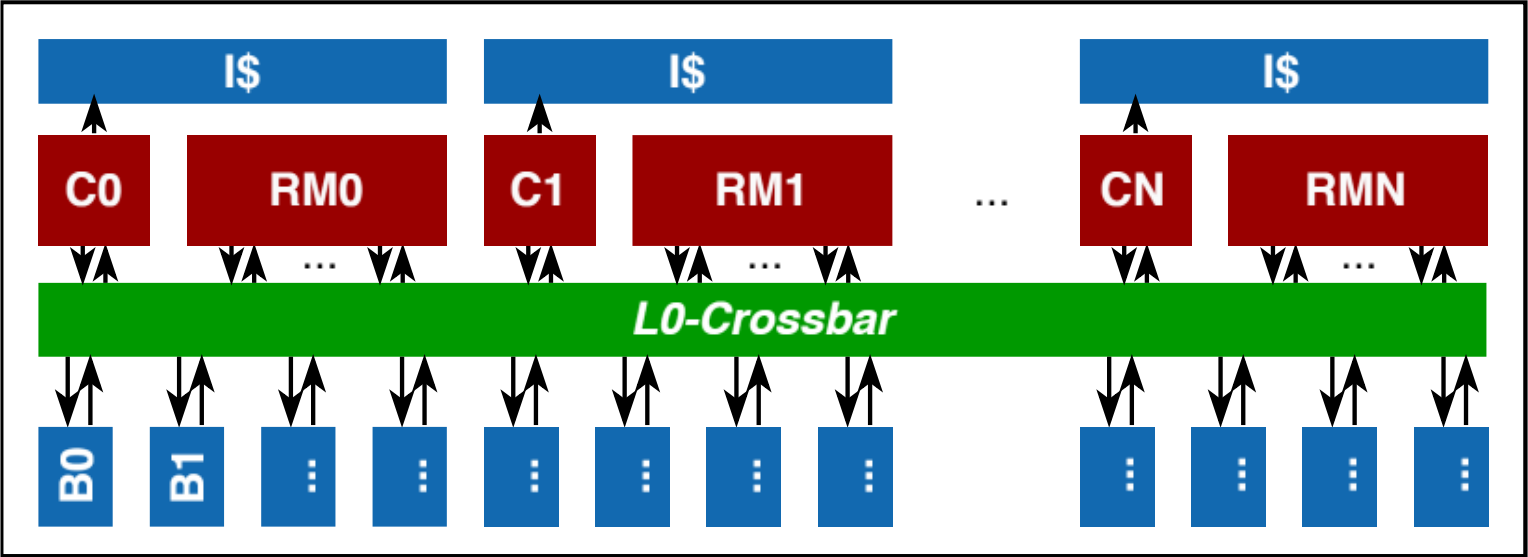 I$ I$ I$
C0 RM0 C1 RM1 ... CN RMN
... ... ...
L0-Crossbar
B0 B1 ... ... ... ... ... ... ... ... ... ...